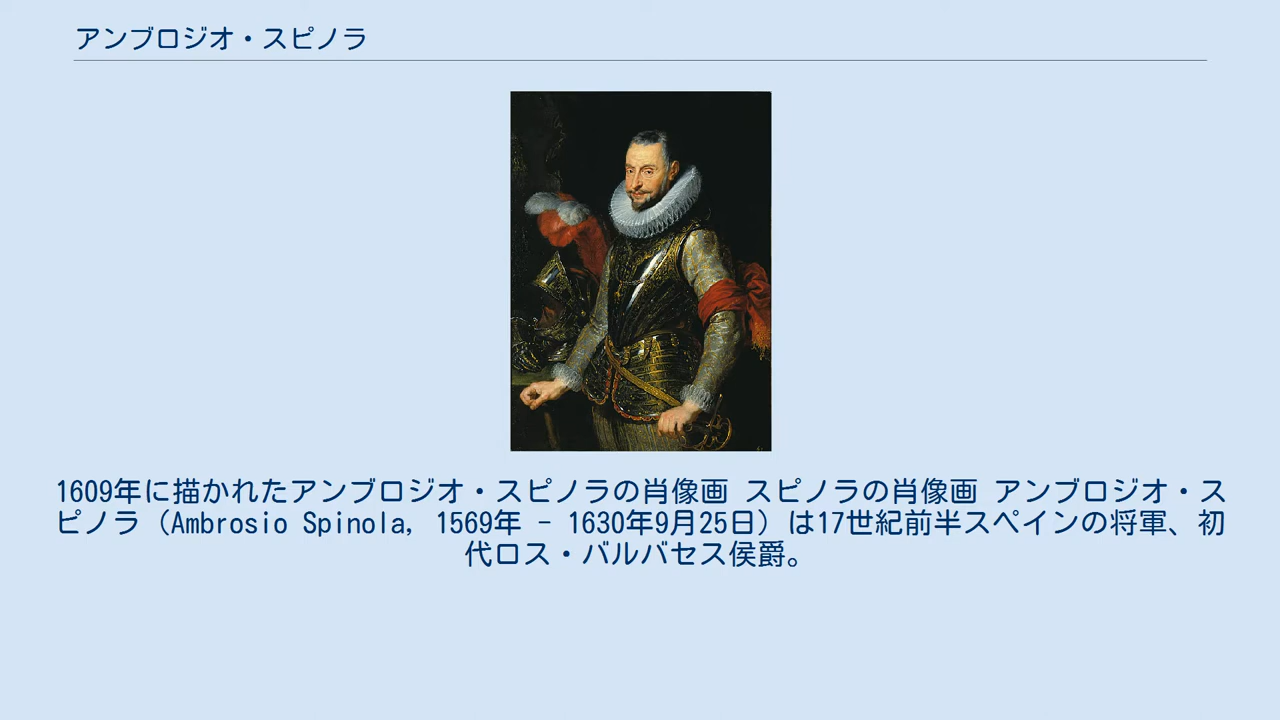 アンブロジオ・スピノラ
1609年に描かれたアンブロジオ・スピノラの肖像画 スピノラの肖像画 アンブロジオ・ス
ピノラ（Ambrosio Spinola, 1569年 - 1630年9月25日）は17世紀前半スペインの将軍、初
代ロス・バルバセス侯爵。